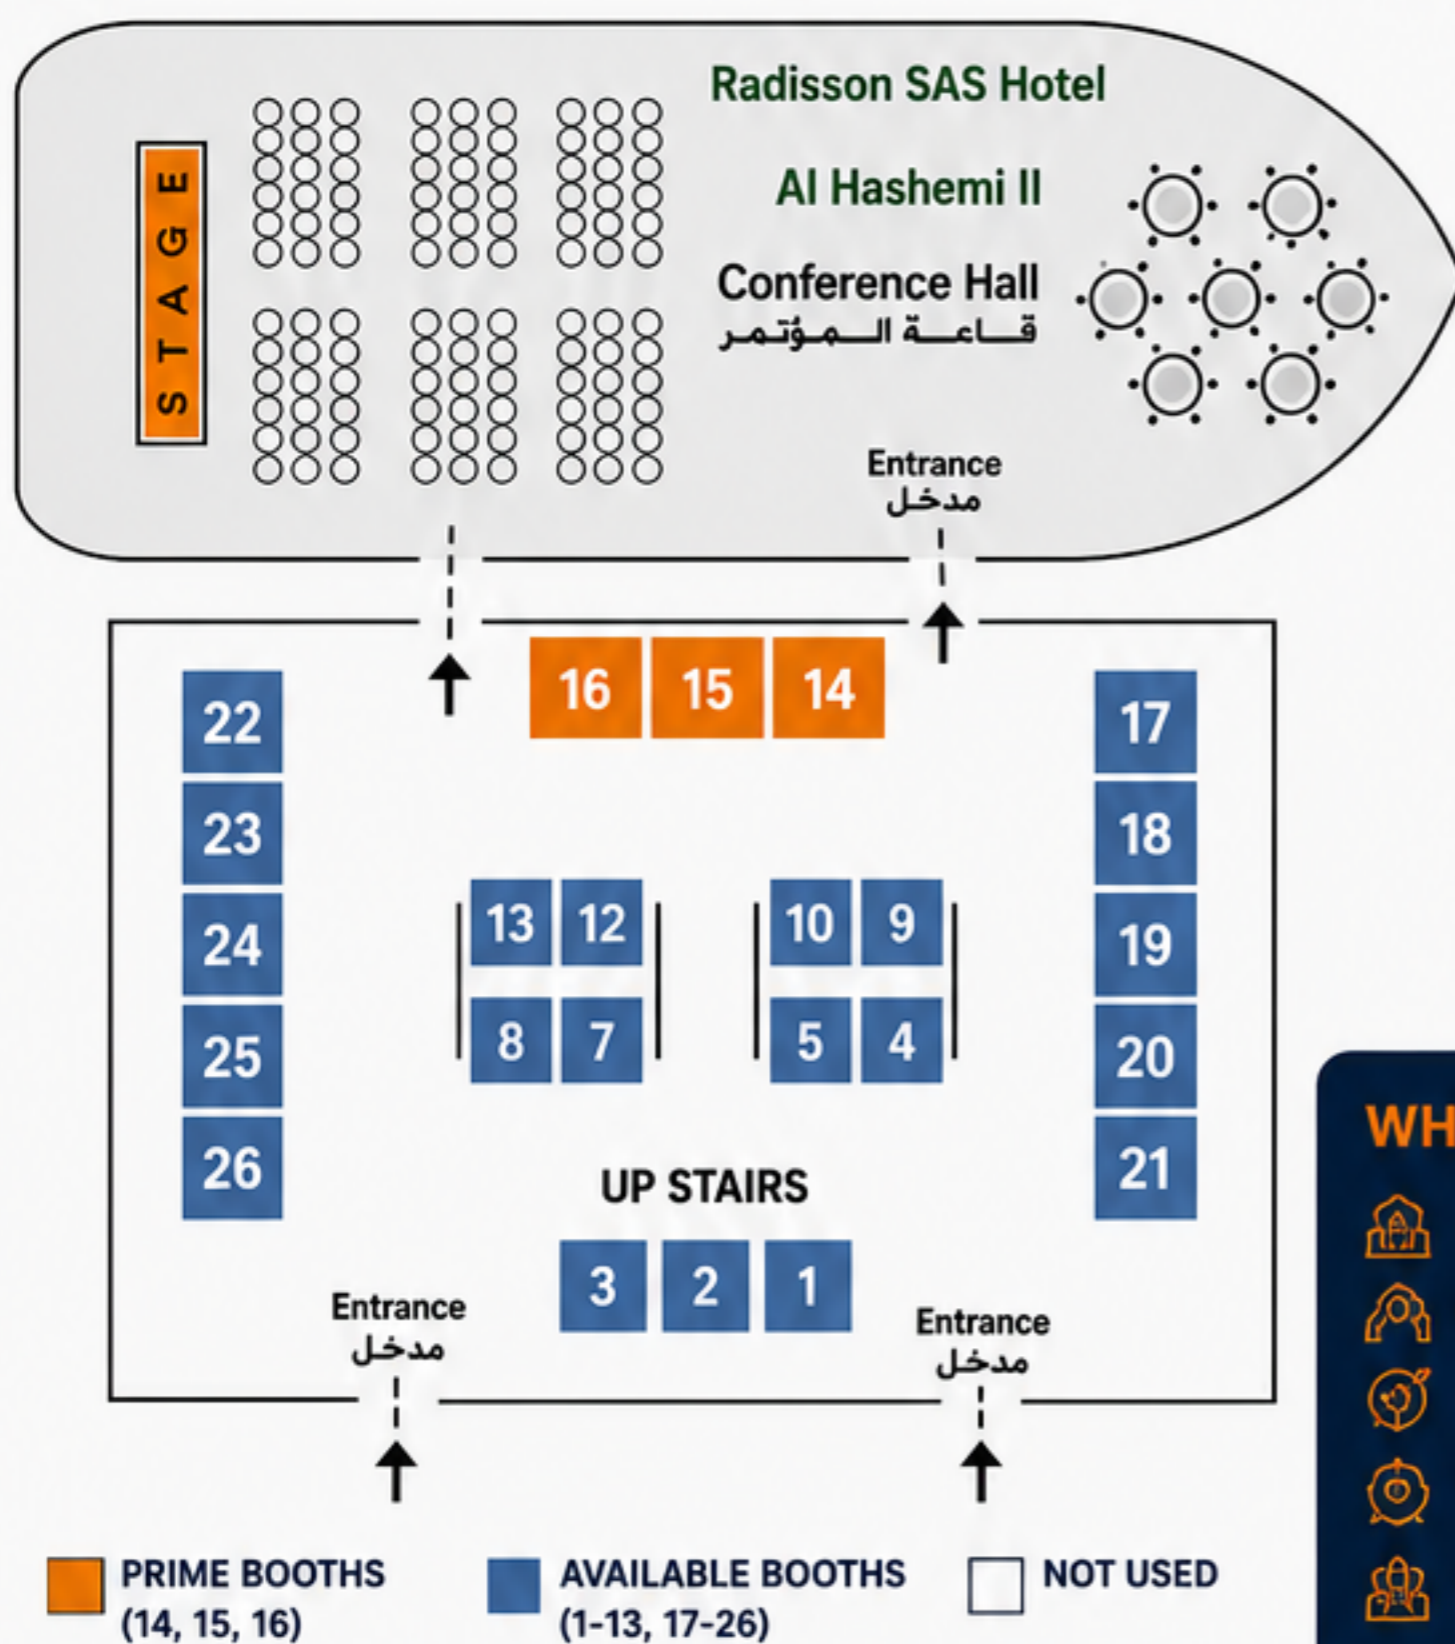 Radisson SAS Hotel
Al Hashemi II
Conference Hall
قاعة المؤتمر
STAGE
Entrance
مدخل
16 15 14
22
23
24
25
26
17
18
19
20
21
13 12 10 9
8 7 5 4
UP STAIRS
3 2 1
Entrance
مدخل
Entrance
مدخل
PRIME BOOTHS
(14, 15, 16)
AVAILABLE BOOTHS
(1-13, 17-26)
NOT USED
WH